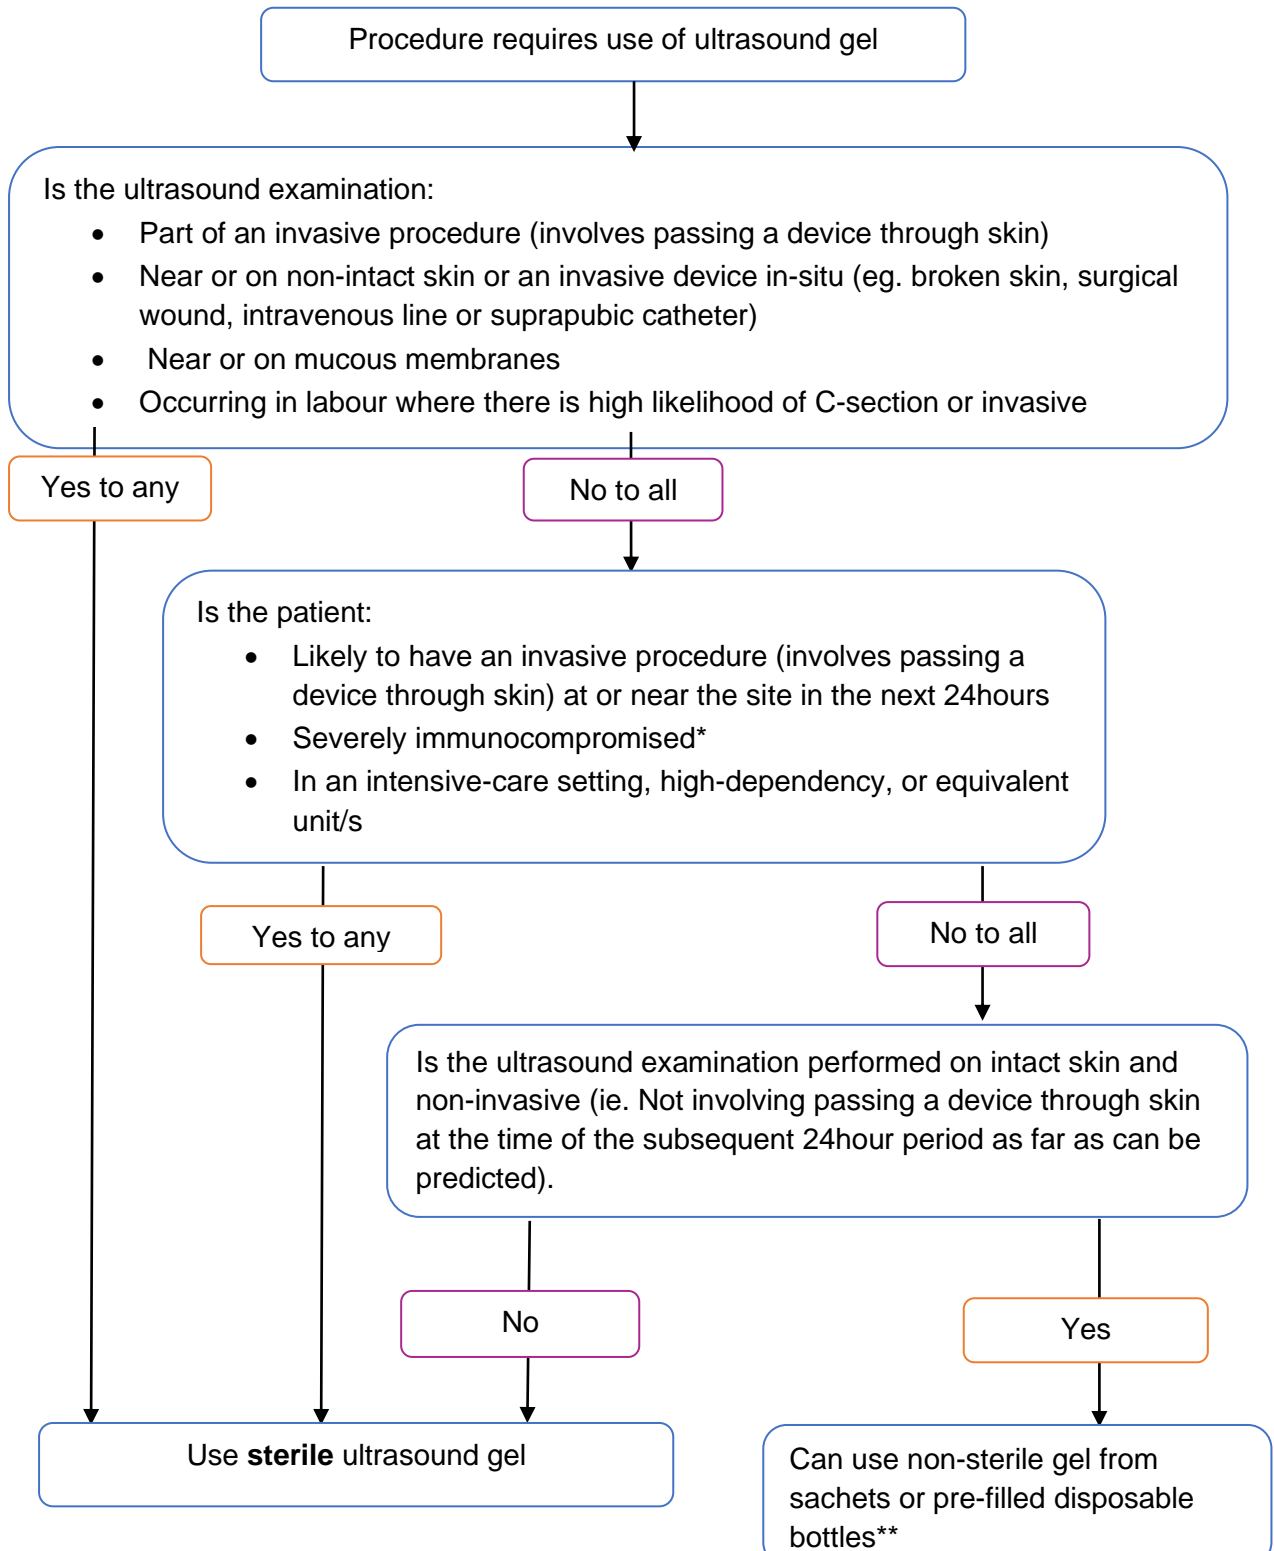 Procedure requires use of ultrasound gel
Is the ultrasound examination:
• Part of an invasive procedure (involves passing a device through skin)
• Near or on non-intact skin or an invasive device in-situ (eg. broken skin, surgical
wound, intravenous line or suprapubic catheter)
• Near or on mucous membranes
• Occurring in labour where there is high likelihood of C-section or invasive
Yes to any
No to all
Is the patient:
• Likely to have an invasive procedure (involves passing a
device through skin) at or near the site in the next 24hours
• Severely immunocompromised*
• In an intensive-care setting, high-dependency, or equivalent
unit/s
Yes to any
No to all
Is the ultrasound examination performed on intact skin and
non-invasive (ie. Not involving passing a device through skin
at the time of the subsequent 24hour period as far as can be
predicted).
No
Yes
Use sterile ultrasound gel
Can use non-sterile gel from
sachets or pre-filled disposable
bottles**